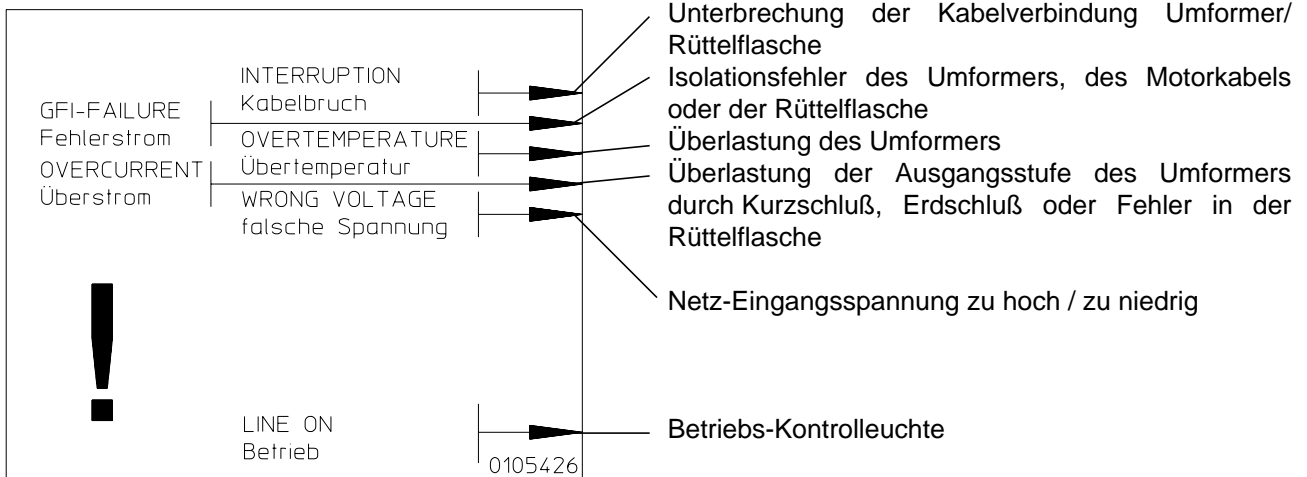 INTERRUPTION
Kabelbruch
GFI-FAILURE
Fehlerstrom
OVERTEMPERATURE
Übertemperatur
OVERCURRENT
Überstrom
WRONG VOLTAGE
falsche Spannung
!
LINE ON
Betrieb
0105426
Unterbrechung der Kabelverbindung Umformer/
Rüttelflasche
Isolationsfehler des Umformers, des Motorkabels
oder der Rüttelflasche
Überlastung des Umformers
Überlastung der Ausgangsstufe des Umformers
durch Kurzschluß, Erdschluß oder Fehler in der
Rüttelflasche
Netz-Eingangsspannung zu hoch / zu niedrig
Betriebs-Kontrolleuchte